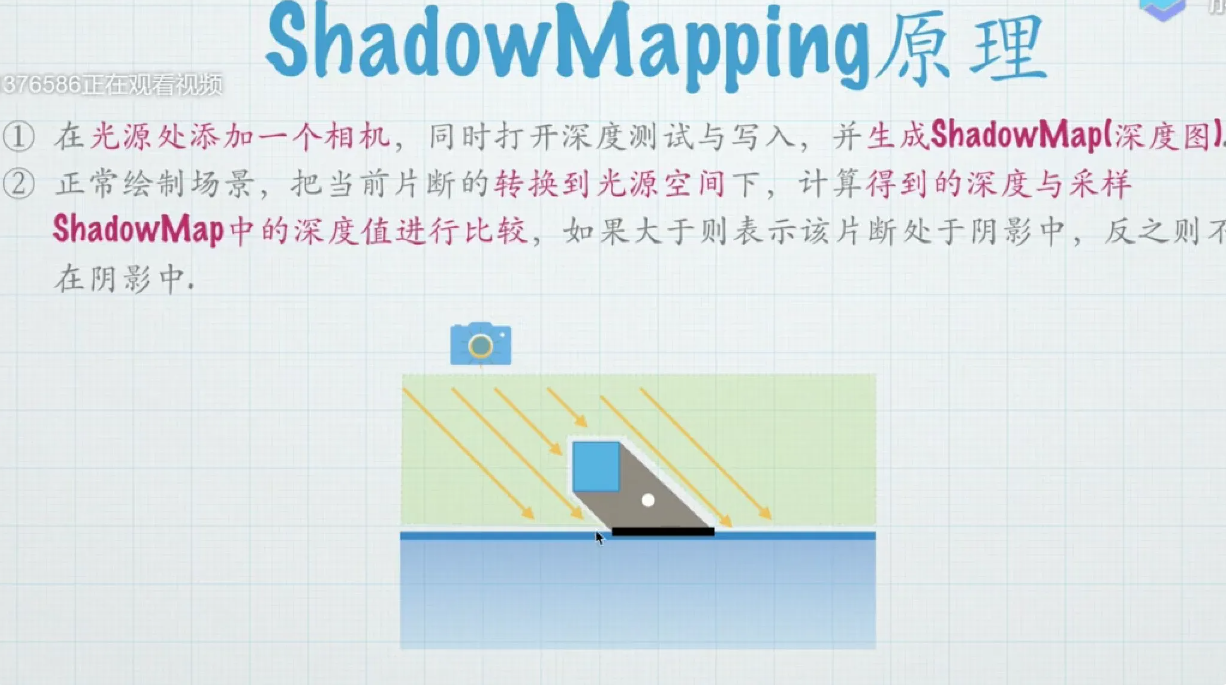 ShadowMapping原理
376586正在观看视频
① 在光源处添加一个相机，同时打开深度测试与写入，并生成ShadowMap(深度图).
② 正常绘制场景，把当前片断的转换到光源空间下，计算得到的深度与采样
ShadowMap中的深度值进行比较，如果大于则表示该片断处于阴影中，反之则不
在阴影中.